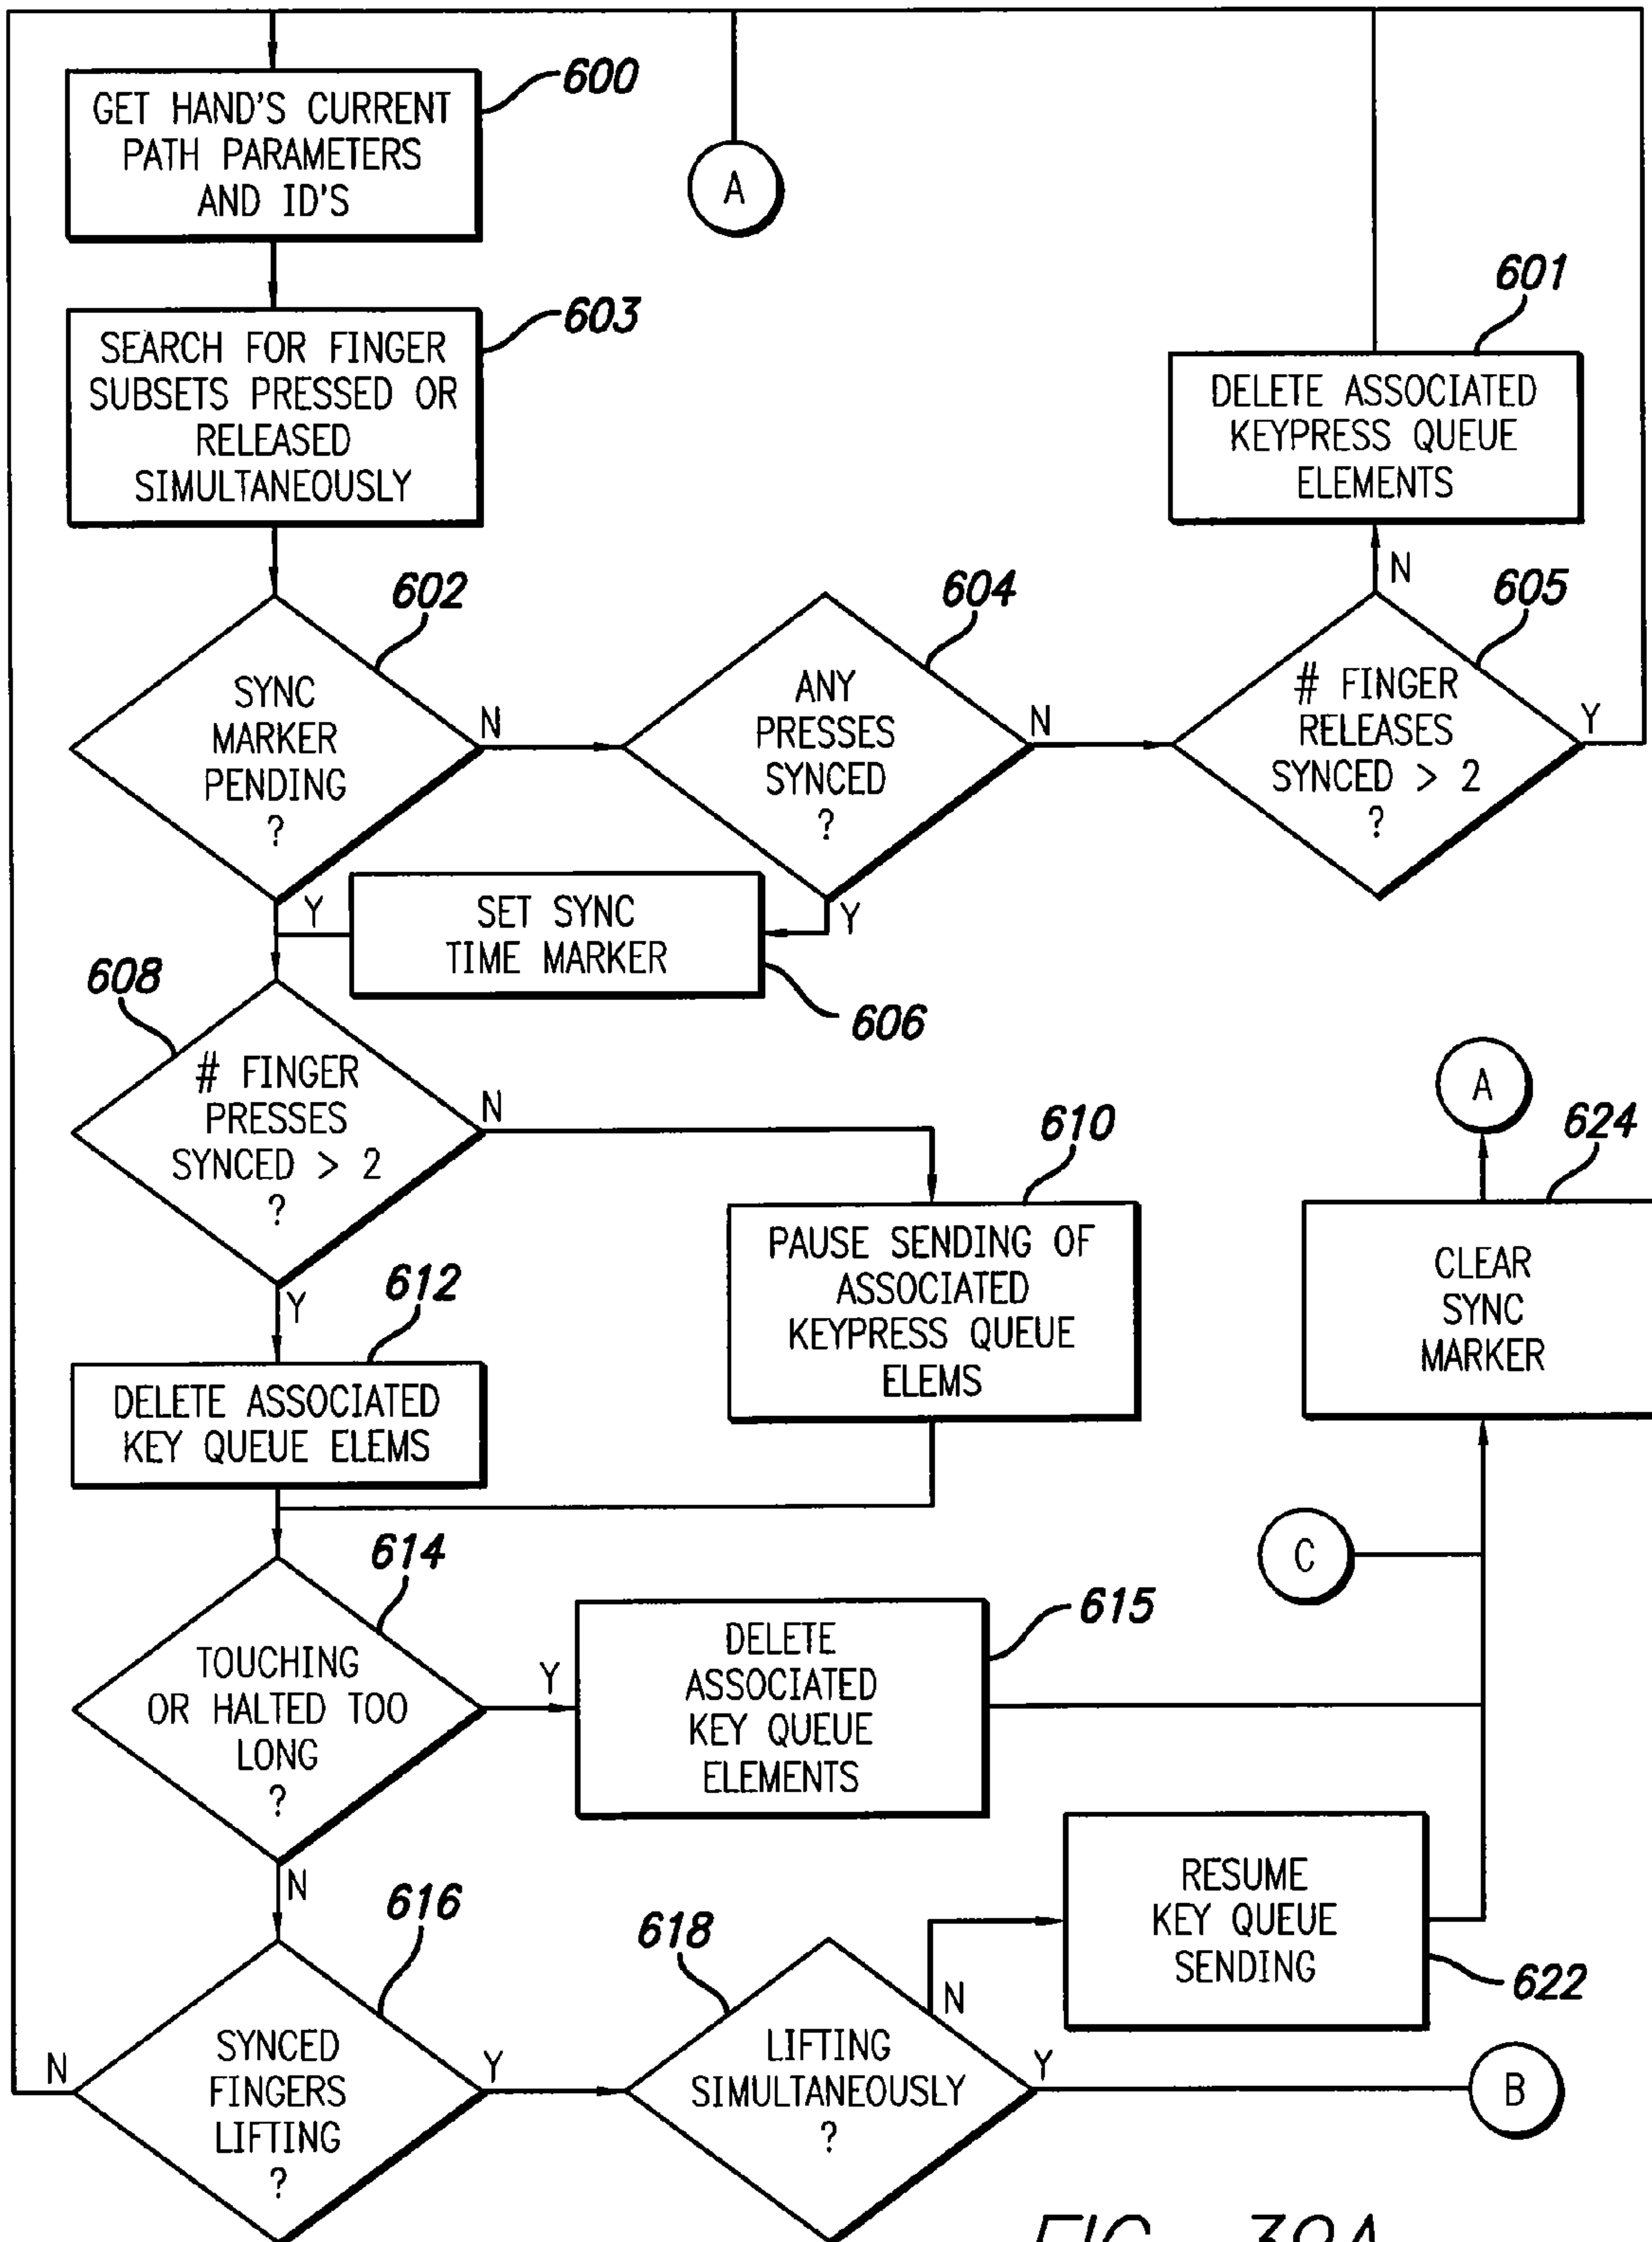 600
GET HAND'S CURRENT
PATH PARAMETERS
AND ID'S
A
603
SEARCH FOR FINGER
SUBSETS PRESSED OR
RELEASED
SIMULTANEOUSLY
601
DELETE ASSOCIATED
KEYPRESS QUEUE
ELEMENTS
N
602
SYNC
MARKER
PENDING
?
N
Y
604
ANY
PRESSES
SYNCED
?
N
Y
605
# FINGER
RELEASES
SYNCED > 2
?
Y
SET SYNC
TIME MARKER
606
608
# FINGER
PRESSES
SYNCED > 2
?
N
Y
610
PAUSE SENDING OF
ASSOCIATED
KEYPRESS QUEUE
ELEMS
A
624
CLEAR
SYNC
MARKER
612
DELETE ASSOCIATED
KEY QUEUE ELEMS
C
614
TOUCHING
OR HALTED TOO
LONG
?
Y
N
615
DELETE
ASSOCIATED
KEY QUEUE
ELEMENTS
616
SYNCED
FINGERS
LIFTING
?
N
Y
618
LIFTING
SIMULTANEOUSLY
?
N
Y
RESUME
KEY QUEUE
SENDING
622
B
FIG. 39A